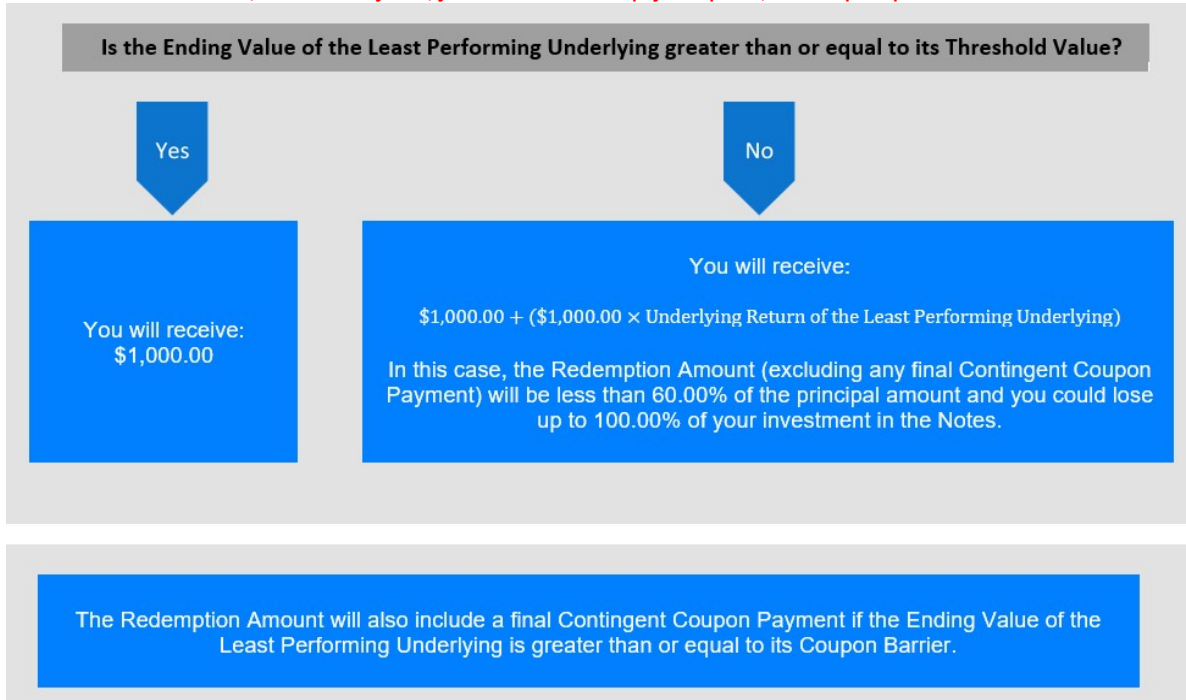 Is the Ending Value of the Least Performing Underlying greater than or equal to its Threshold Value?
Yes
No
You will receive:
$1,000.00
You will receive:
$1,000.00 + ($1,000.00 × Underlying Return of the Least Performing Underlying)
In this case, the Redemption Amount (excluding any final Contingent Coupon
Payment) will be less than 60.00% of the principal amount and you could lose
up to 100.00% of your investment in the Notes.
The Redemption Amount will also include a final Contingent Coupon Payment if the Ending Value of the
Least Performing Underlying is greater than or equal to its Coupon Barrier.